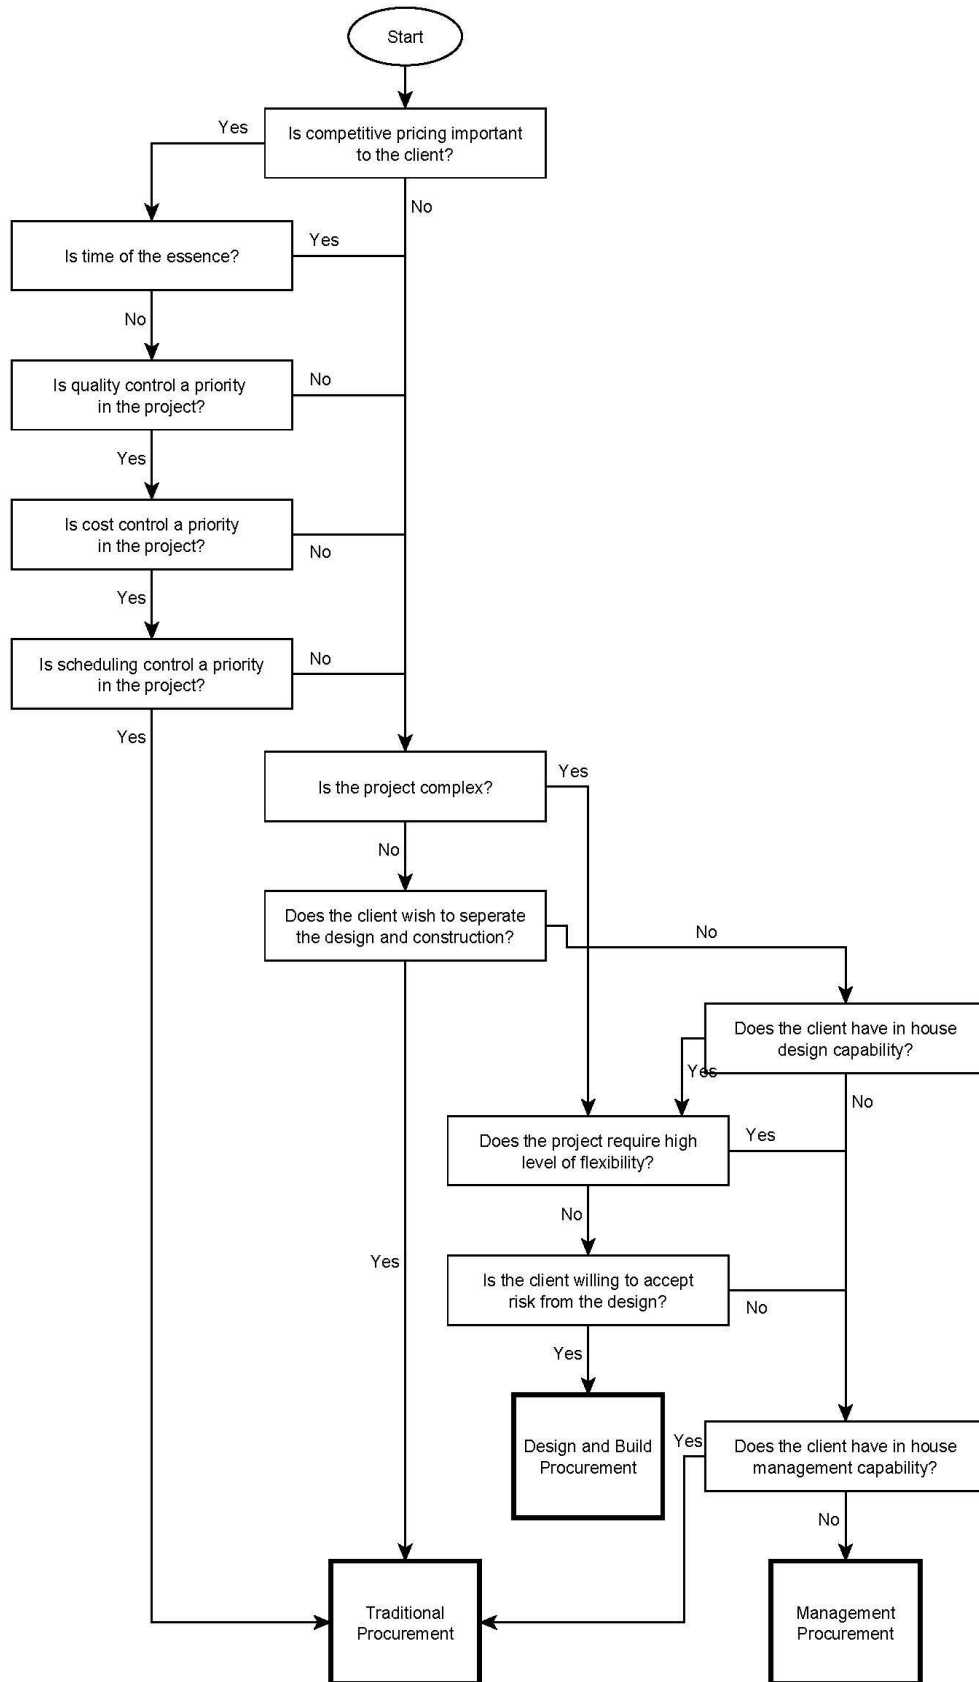 Start
Is competitive pricing important
to the client?
Yes
No
Is time of the essence?
Yes
No
Is quality control a priority
in the project?
No
Yes
Is cost control a priority
in the project?
No
Yes
Is scheduling control a priority
in the project?
No
Yes
Is the project complex?
Yes
No
Does the client wish to seperate
the design and construction?
No
Yes
Does the client have in house
design capability?
Yes
No
Does the project require high
level of flexibility?
Yes
No
Is the client willing to accept
risk from the design?
No
Yes
Design and Build
Procurement
Does the client have in house
management capability?
Yes
No
Traditional
Procurement
Management
Procurement